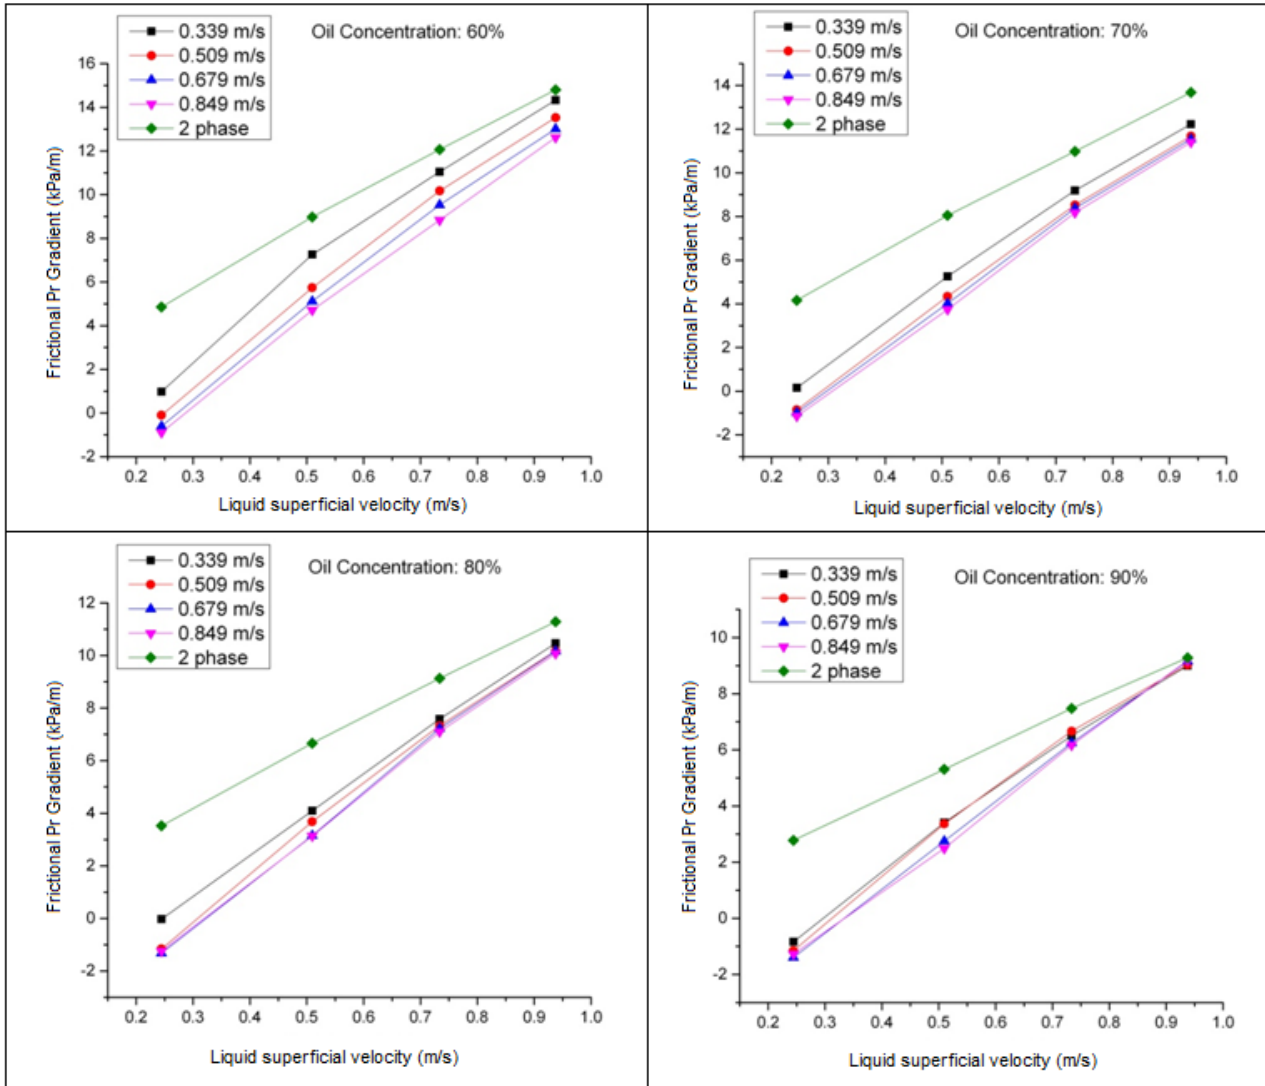 0.339 m/s
0.509 m/s
0.679 m/s
0.849 m/s
2 phase
Oil Concentration: 60%
16
14
12
10
8
6
4
2
0
-2
Frictional Pr Gradient (kPa/m)
0.2 0.3 0.4 0.5 0.6 0.7 0.8 0.9 1.0
Liquid superficial velocity (m/s)
0.339 m/s
0.509 m/s
0.679 m/s
0.849 m/s
2 phase
Oil Concentration: 70%
14
12
10
8
6
4
2
0
-2
Frictional Pr Gradient (kPa/m)
0.2 0.3 0.4 0.5 0.6 0.7 0.8 0.9 1.0
Liquid superficial velocity (m/s)
0.339 m/s
0.509 m/s
0.679 m/s
0.849 m/s
2 phase
Oil Concentration: 80%
12
10
8
6
4
2
0
-2
Frictional Pr Gradient (kPa/m)
0.2 0.3 0.4 0.5 0.6 0.7 0.8 0.9 1.0
Liquid superficial velocity (m/s)
0.339 m/s
0.509 m/s
0.679 m/s
0.849 m/s
2 phase
Oil Concentration: 90%
10
8
6
4
2
0
-2
Frictional Pr Gradient (kPa/m)
0.2 0.3 0.4 0.5 0.6 0.7 0.8 0.9 1.0
Liquid superficial velocity (m/s)